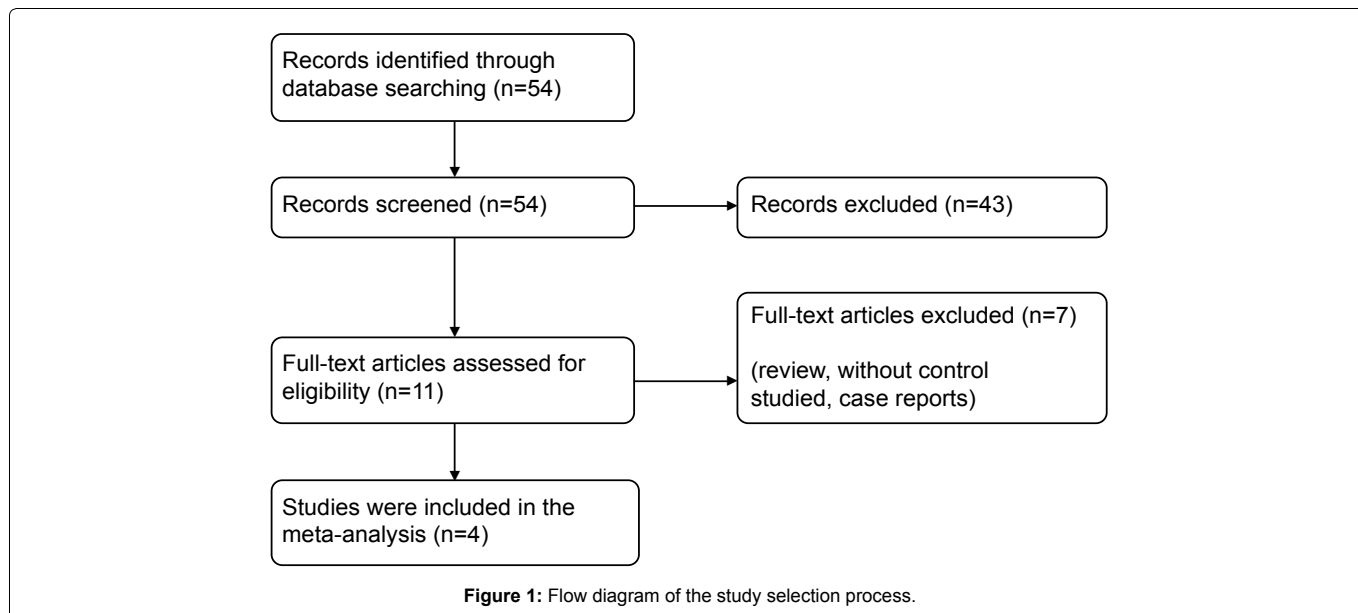 Records identified through
database searching (n=54)
Records screened (n=54)
Records excluded (n=43)
Full-text articles assessed for
eligibility (n=11)
Full-text articles excluded (n=7)
(review, without control
studied, case reports)
Studies were included in the
meta-analysis (n=4)
Figure 1: Flow diagram of the study selection process.